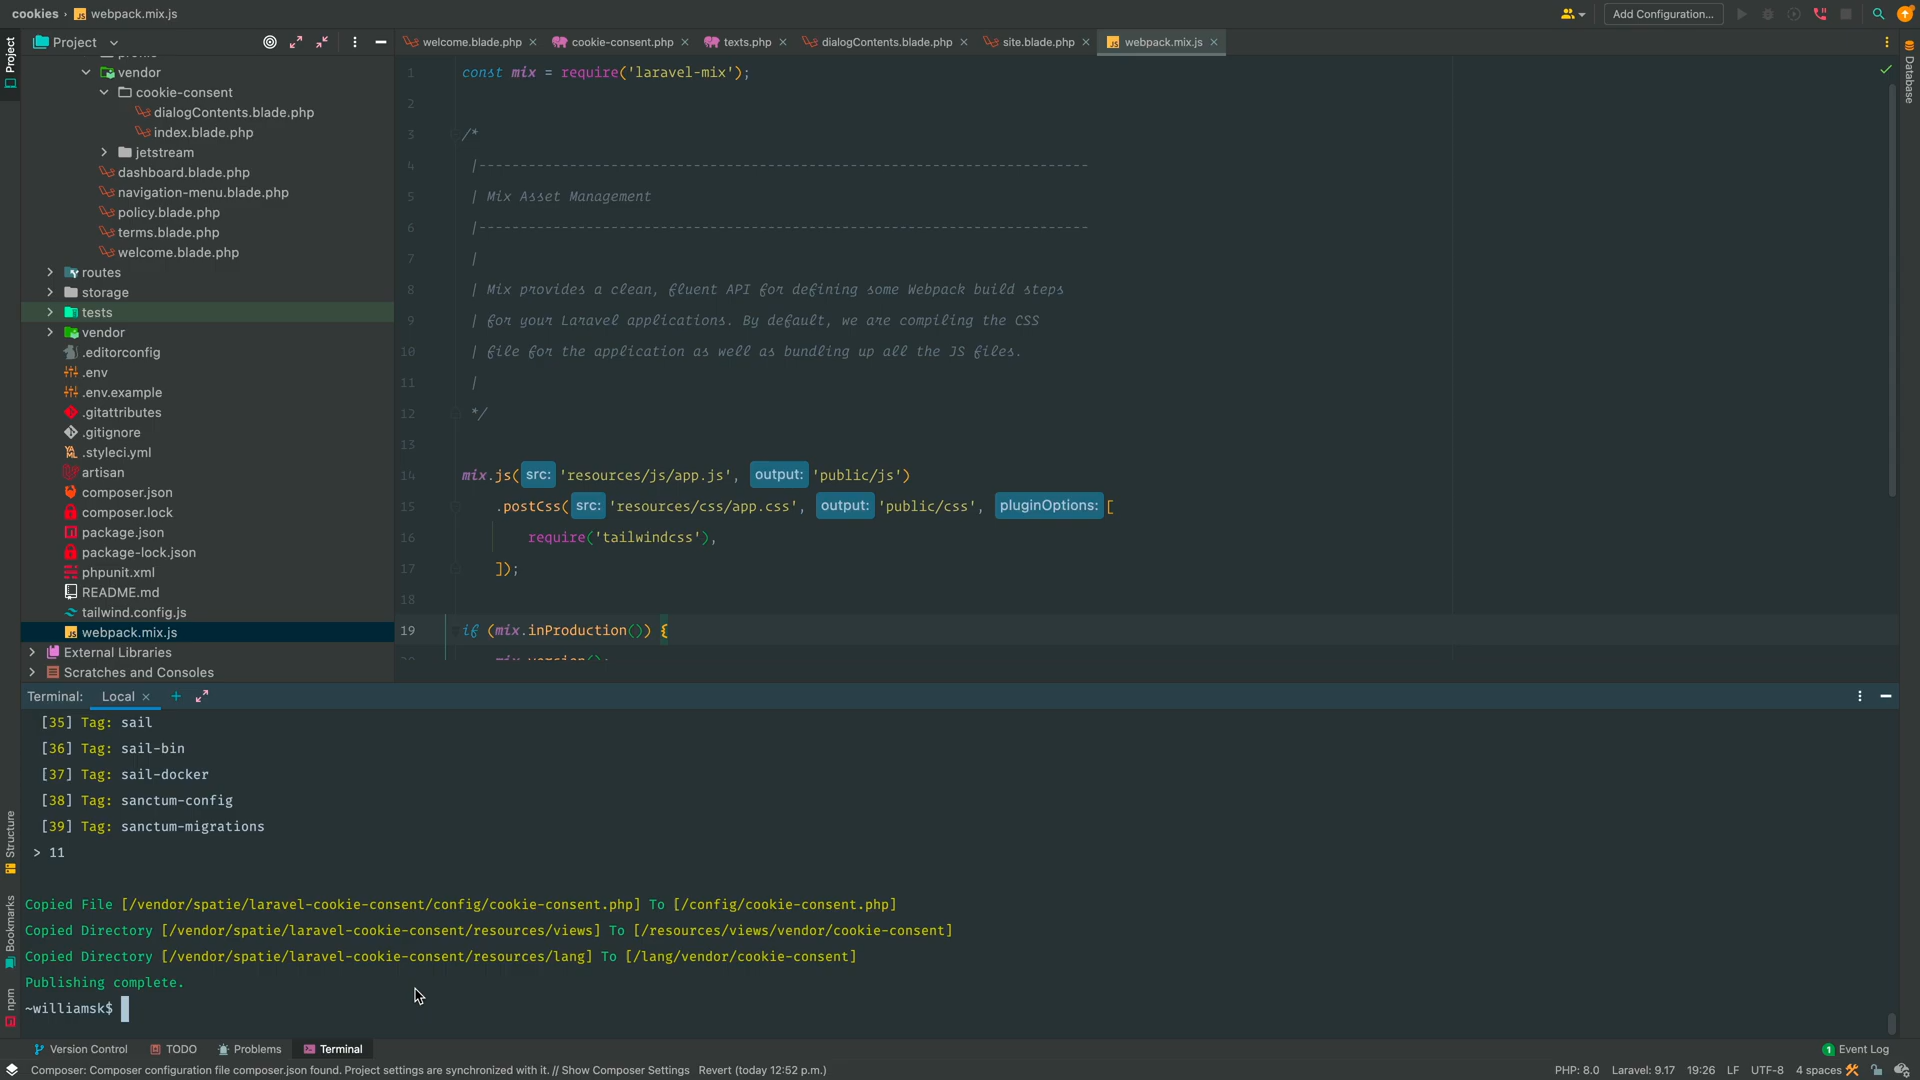 cookies › webpack.mix.js
Add Configuration...
Project
welcome.blade.php
cookie-consent.php
texts.php
dialogContents.blade.php
site.blade.php
webpack.mix.js
Project
Database
vendor
cookie-consent
dialogContents.blade.php
index.blade.php
jetstream
dashboard.blade.php
navigation-menu.blade.php
policy.blade.php
terms.blade.php
welcome.blade.php
routes
storage
tests
vendor
.editorconfig
.env
.env.example
.gitattributes
.gitignore
.styleci.yml
artisan
composer.json
composer.lock
package.json
package-lock.json
phpunit.xml
README.md
tailwind.config.js
webpack.mix.js
External Libraries
Scratches and Consoles
1 const mix = require('laravel-mix');
2
3 /*
4 |--------------------------------------------------------------------------
5 | Mix Asset Management
6 |--------------------------------------------------------------------------
7 |
8 | Mix provides a clean, fluent API for defining some Webpack build steps
9 | for your Laravel applications. By default, we are compiling the CSS
10 | file for the application as well as bundling up all the JS files.
11 |
12 */
13
14 mix.js( src: 'resources/js/app.js', output: 'public/js')
15 .postCss( src: 'resources/css/app.css', output: 'public/css', pluginOptions: [
16 require('tailwindcss'),
17 ]);
18
19 if (mix.inProduction()) {
20 mix.version();
Terminal: Local
[35] Tag: sail
[36] Tag: sail-bin
[37] Tag: sail-docker
[38] Tag: sanctum-config
[39] Tag: sanctum-migrations
> 11
Copied File [/vendor/spatie/laravel-cookie-consent/config/cookie-consent.php] To [/config/cookie-consent.php]
Copied Directory [/vendor/spatie/laravel-cookie-consent/resources/views] To [/resources/views/vendor/cookie-consent]
Copied Directory [/vendor/spatie/laravel-cookie-consent/resources/lang] To [/lang/vendor/cookie-consent]
Publishing complete.
~williamsk$
Structure
Bookmarks
npm
Version Control
TODO
Problems
Terminal
1 Event Log
Composer: Composer configuration file composer.json found. Project settings are synchronized with it. // Show Composer Settings Revert (today 12:52 p.m.)
PHP: 8.0 Laravel: 9.17 19:26 LF UTF-8 4 spaces